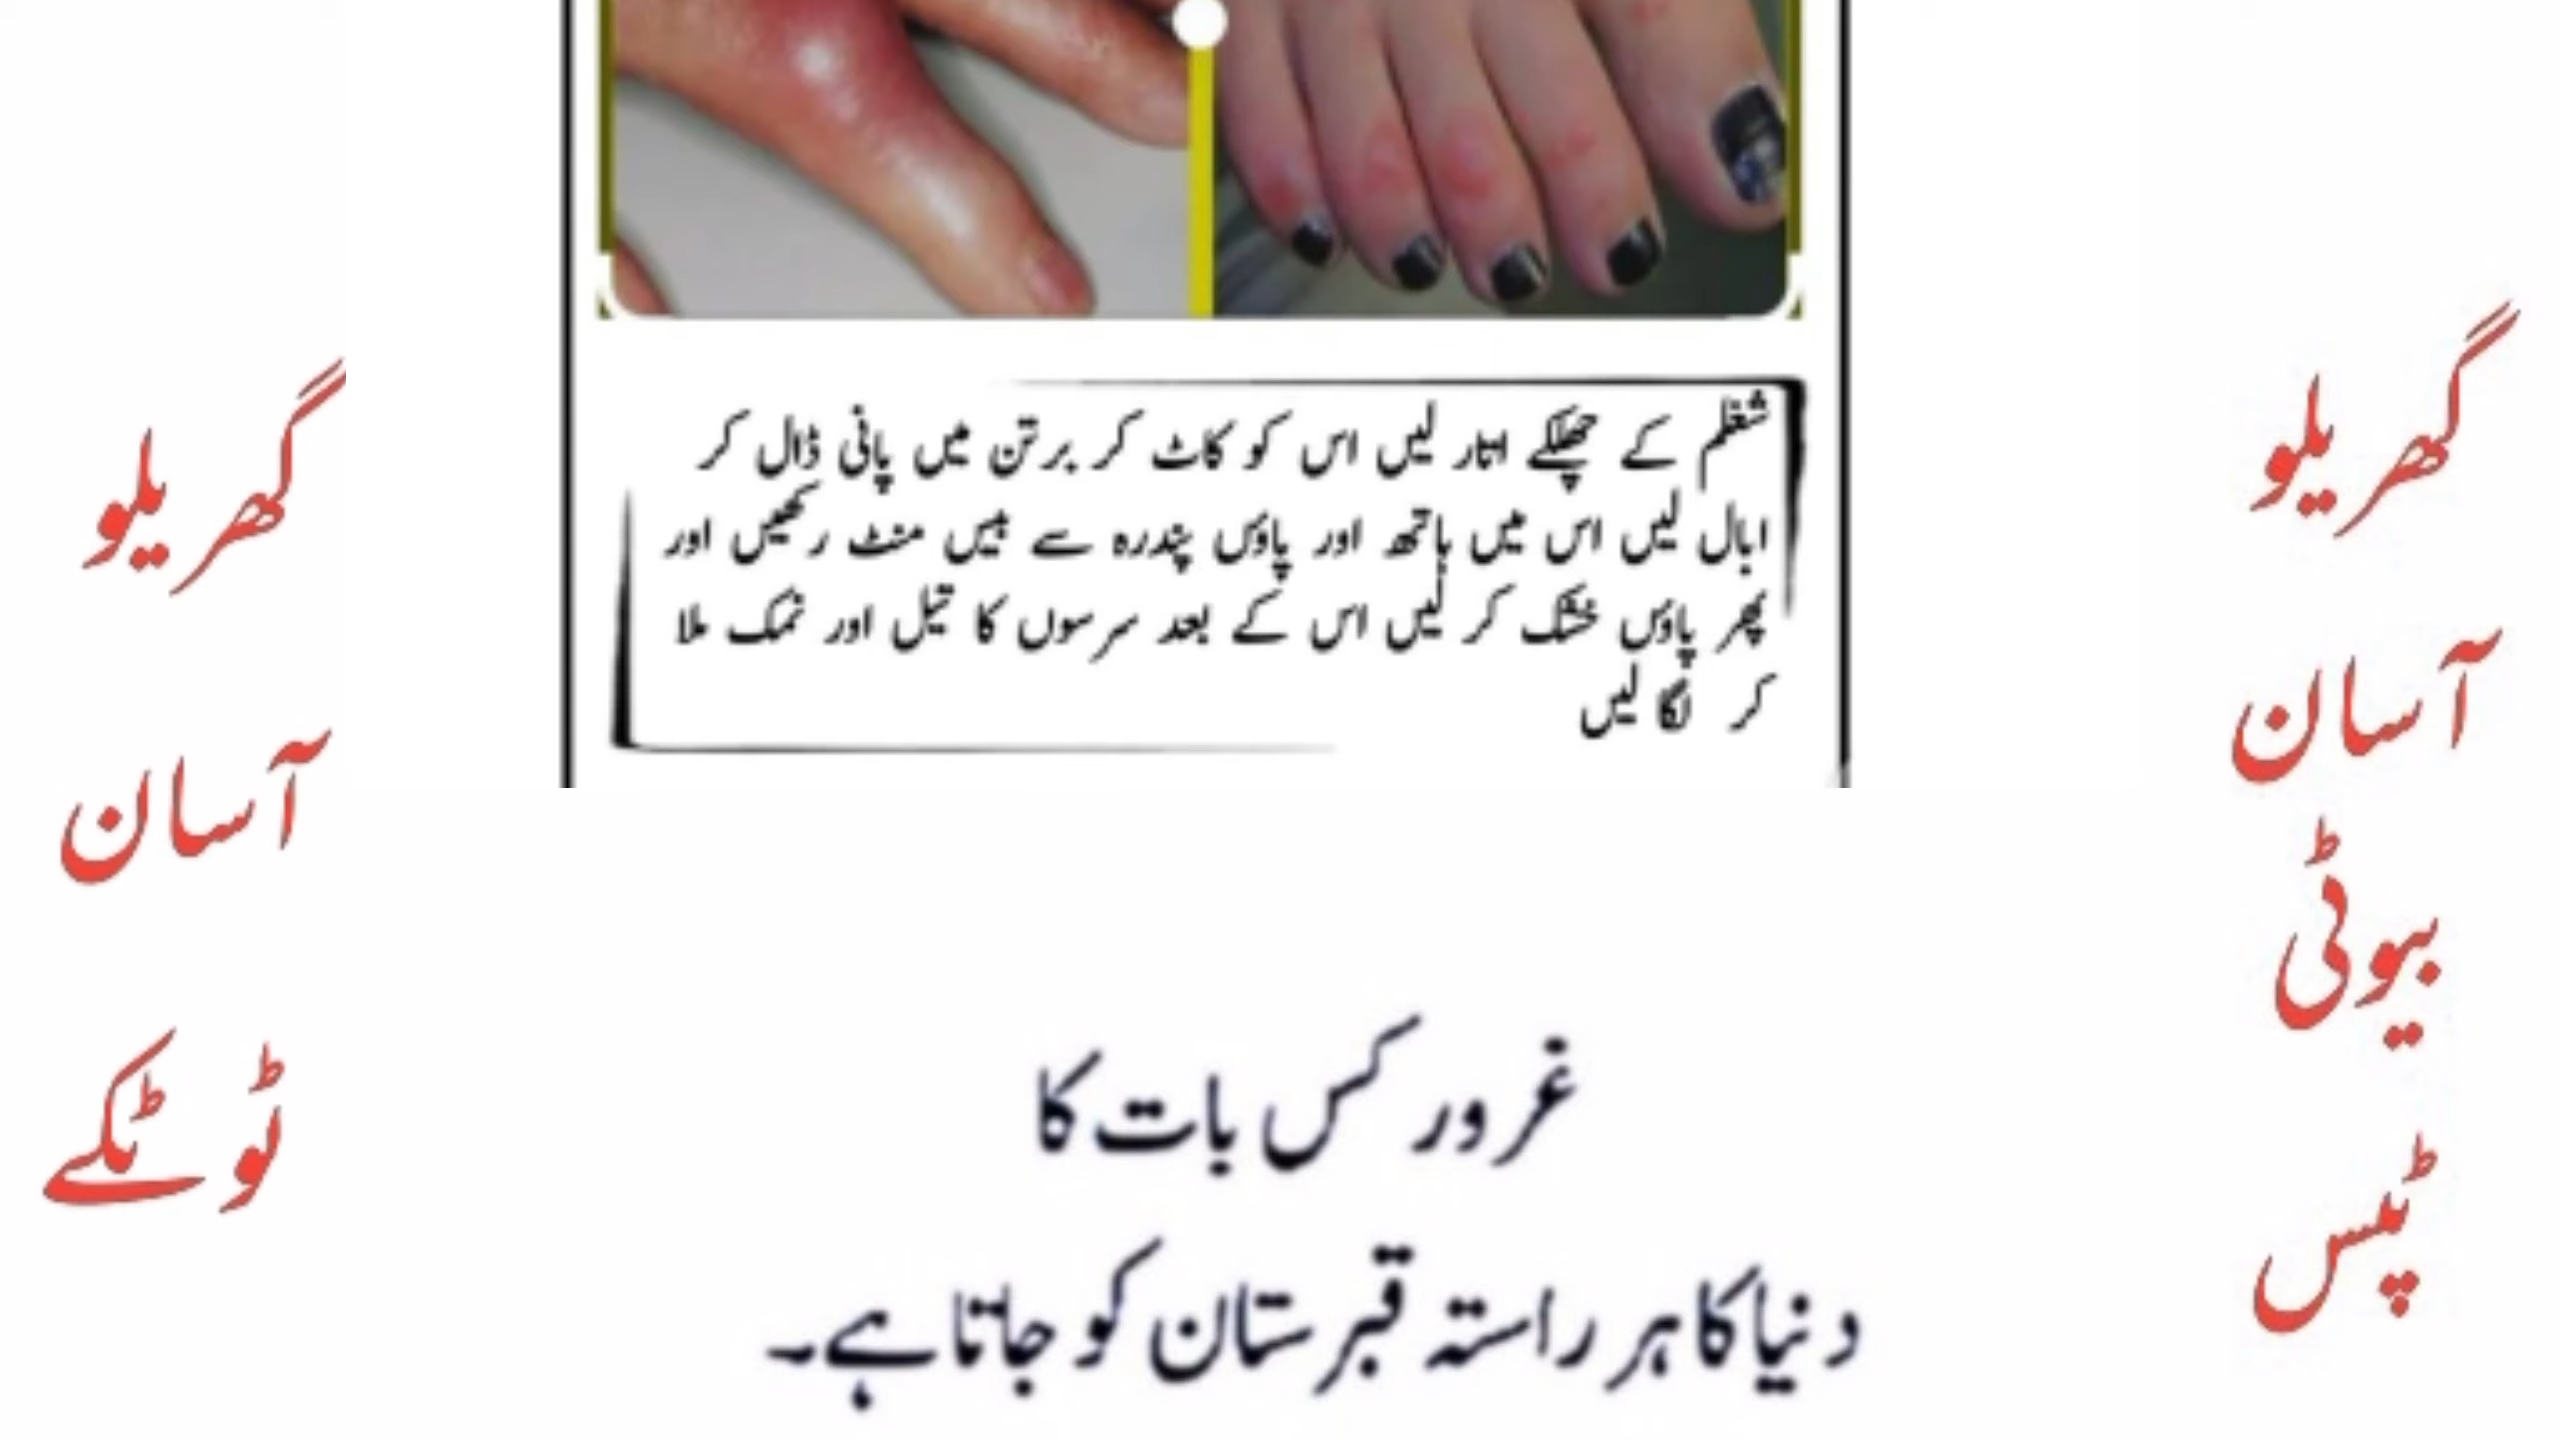 شغلم کے چھلکے اتار لیں اس کو کاٹ کر برتن میں پانی ڈال کر
ابال لیں اس میں ہاتھ اور پاؤں پندرہ سے بیس منٹ رکھیں اور
پھر پاؤں خشک کر لیں اس کے بعد سرسوں کا تیل اور نمک ملا
کر لگا لیں
گھریلو
آسان
بیوٹی
ٹپس
گھریلو
آسان
ٹوٹکے
غرور کس بات کا
دنیا کا ہر راستہ قبرستان کو جاتا ہے۔